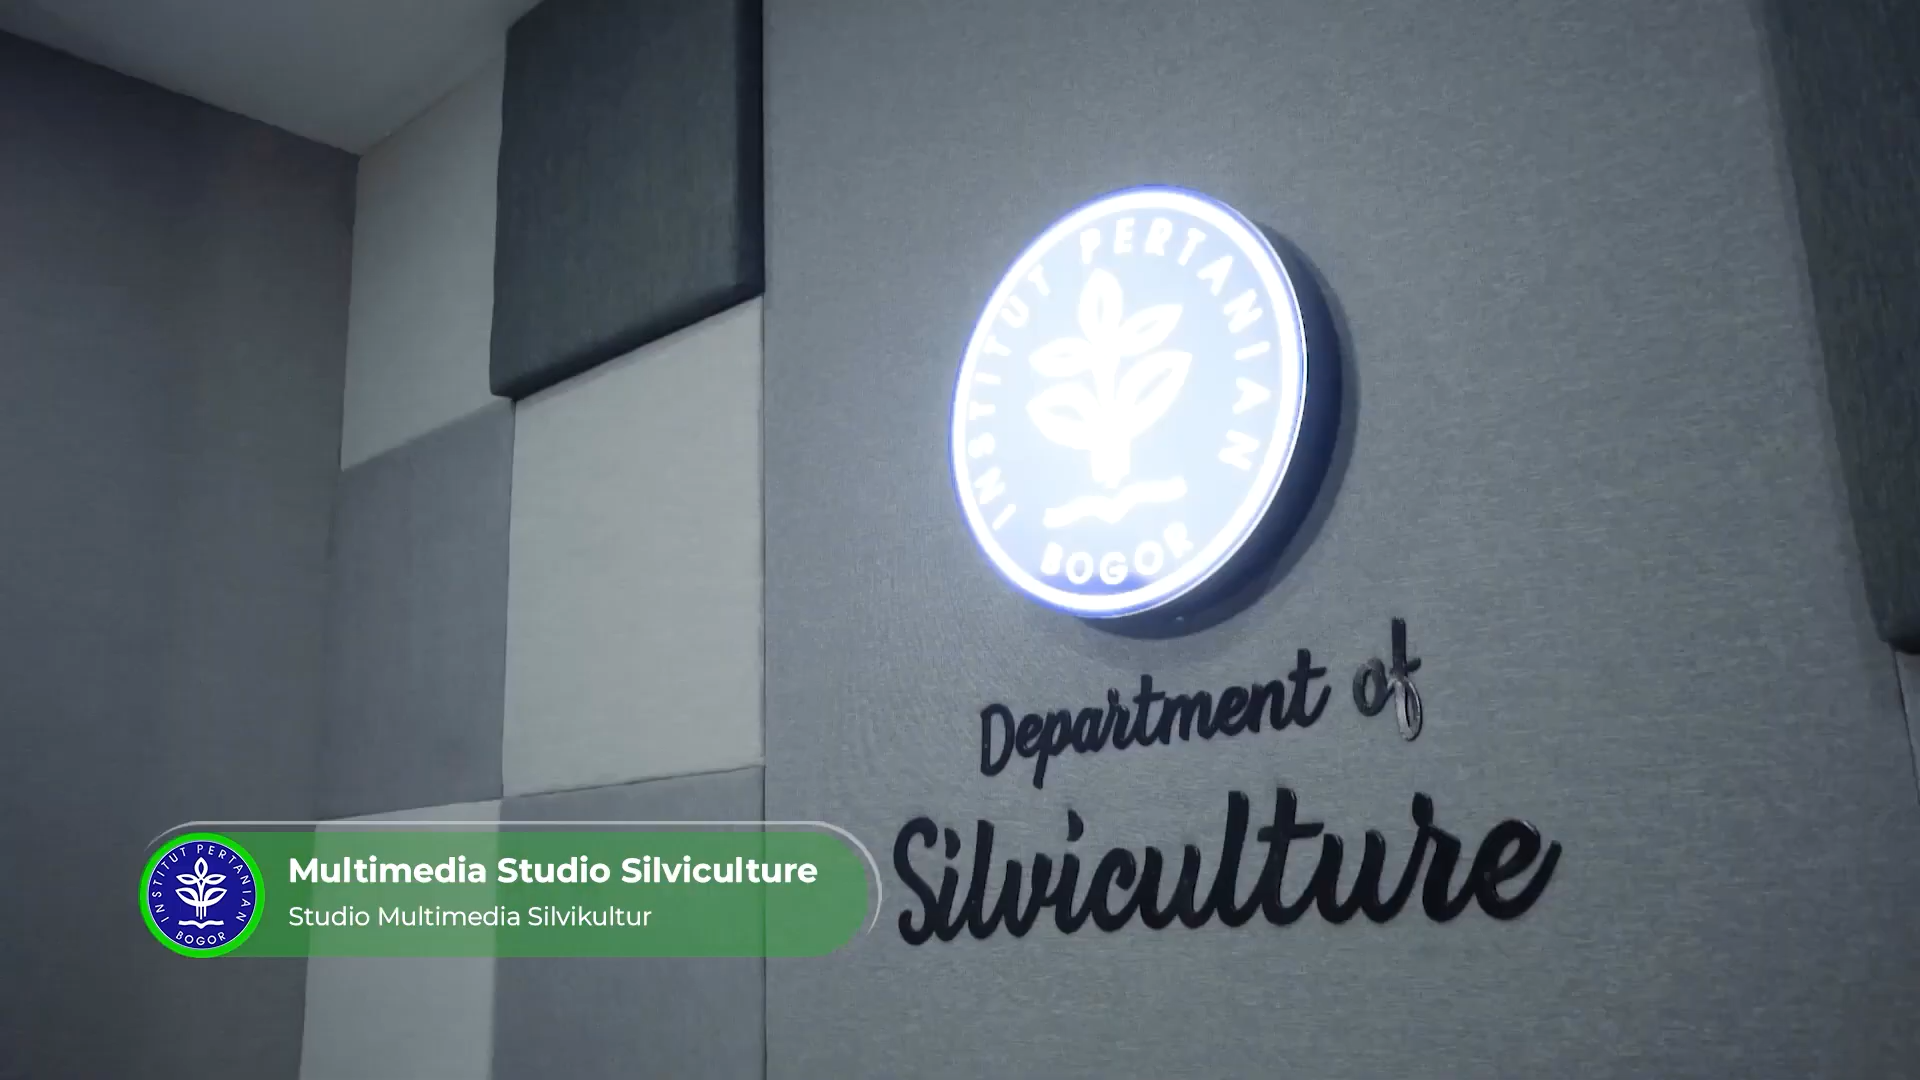 INSTITUT PERTANIAN
BOGOR
Department of
Silviculture
INSTITUT PERTANIAN
BOGOR
Multimedia Studio Silviculture
Studio Multimedia Silvikultur